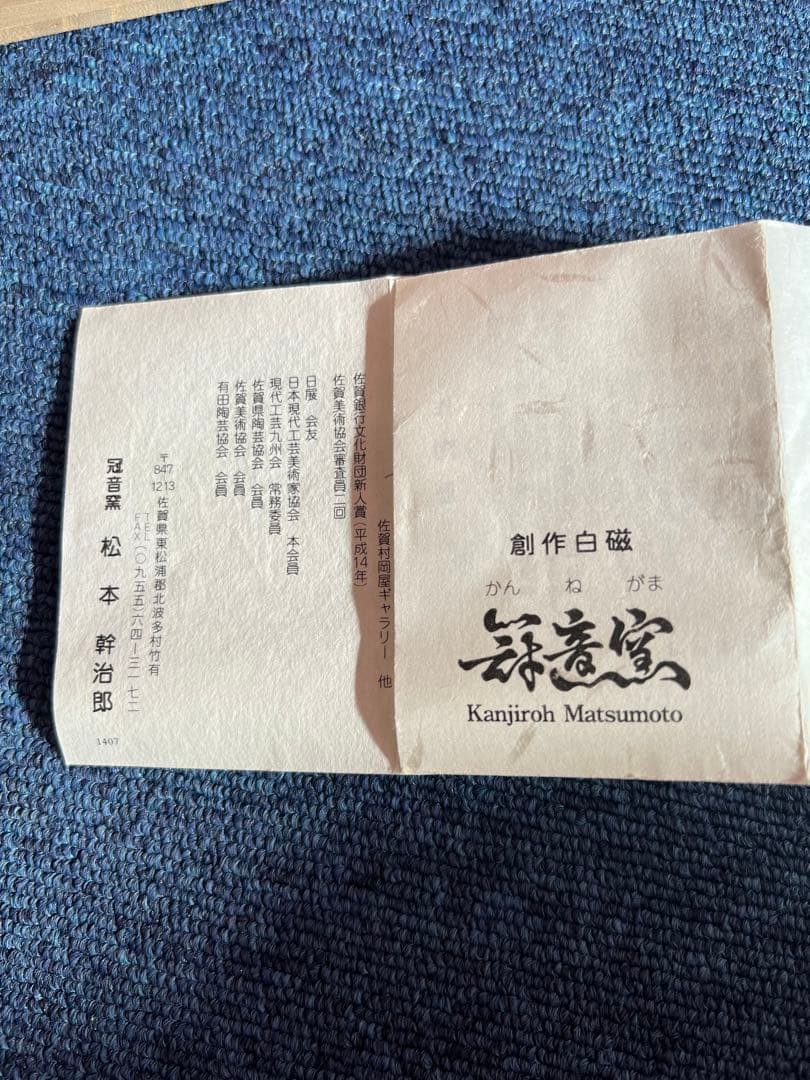 創作白磁
かん ね がま
冠音窯
Kanjiroh Matsumoto
佐賀村岡屋ギャラリー 他
佐賀銀行文化財団新人賞(平成14年)
佐賀美術協会審査員二回
日展 会友
日本現代工芸美術家協会 本会員
現代工芸九州会 常務委員
佐賀県陶芸協会 会員
佐賀美術協会 会員
有田陶芸協会 会員
〒847
1213 佐賀県東松浦郡北波多村竹有
TEL
FAX(〇九五五)六四ー三一七二
冠音窯 松本幹治郎
1407